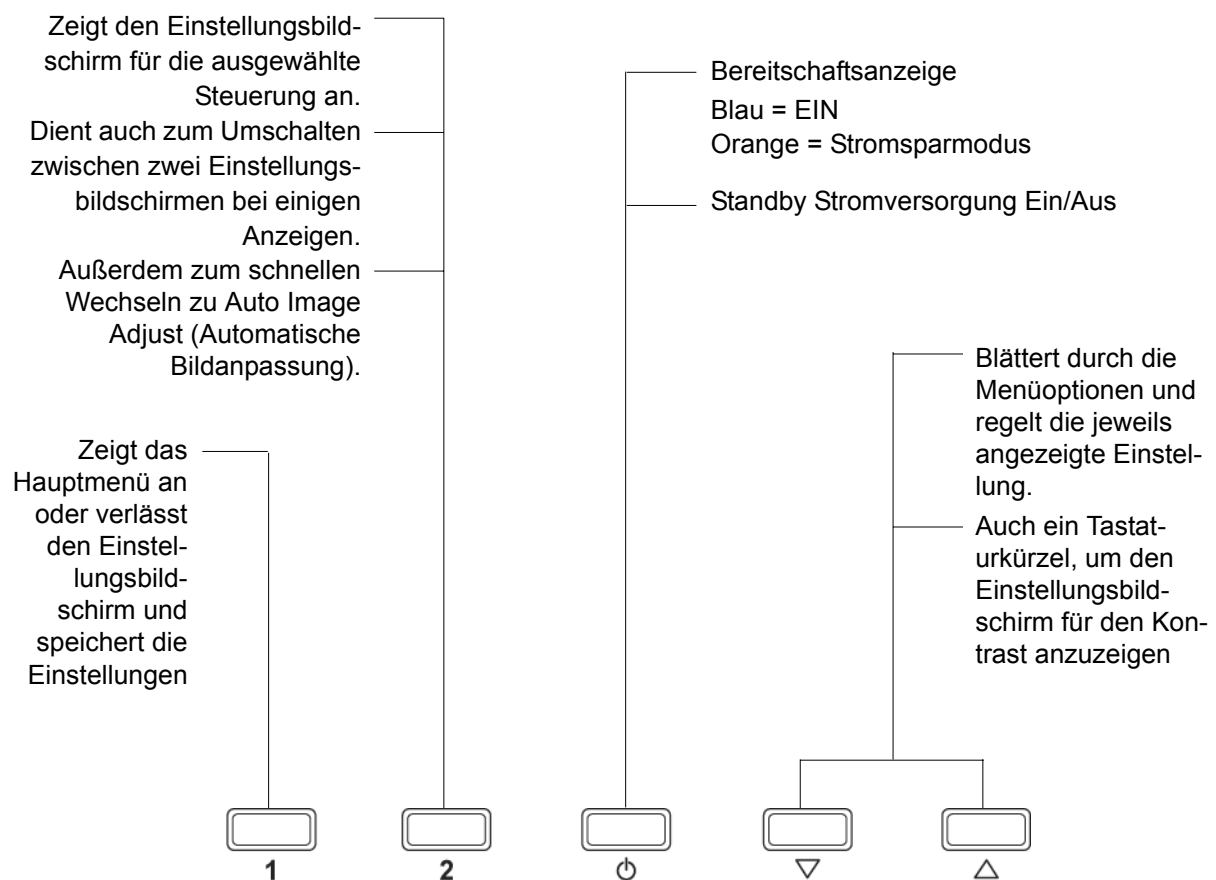 Zeigt den Einstellungsbild-
schirm für die ausgewählte
Steuerung an.
Dient auch zum Umschalten
zwischen zwei Einstellungs-
bildschirmen bei einigen
Anzeigen.
Außerdem zum schnellen
Wechseln zu Auto Image
Adjust (Automatische
Bildanpassung).
Zeigt das
Hauptmenü an
oder verlässt
den Einstel-
lungsbild-
schirm und
speichert die
Einstellungen
Bereitschaftsanzeige
Blau = EIN
Orange = Stromsparmodus
Standby Stromversorgung Ein/Aus
Blättert durch die
Menüoptionen und
regelt die jeweils
angezeigte Einstel-
lung.
Auch ein Tastatu-
rkürzel, um den
Einstellungsbild-
schirm für den Kon-
trast anzuzeigen
1
2